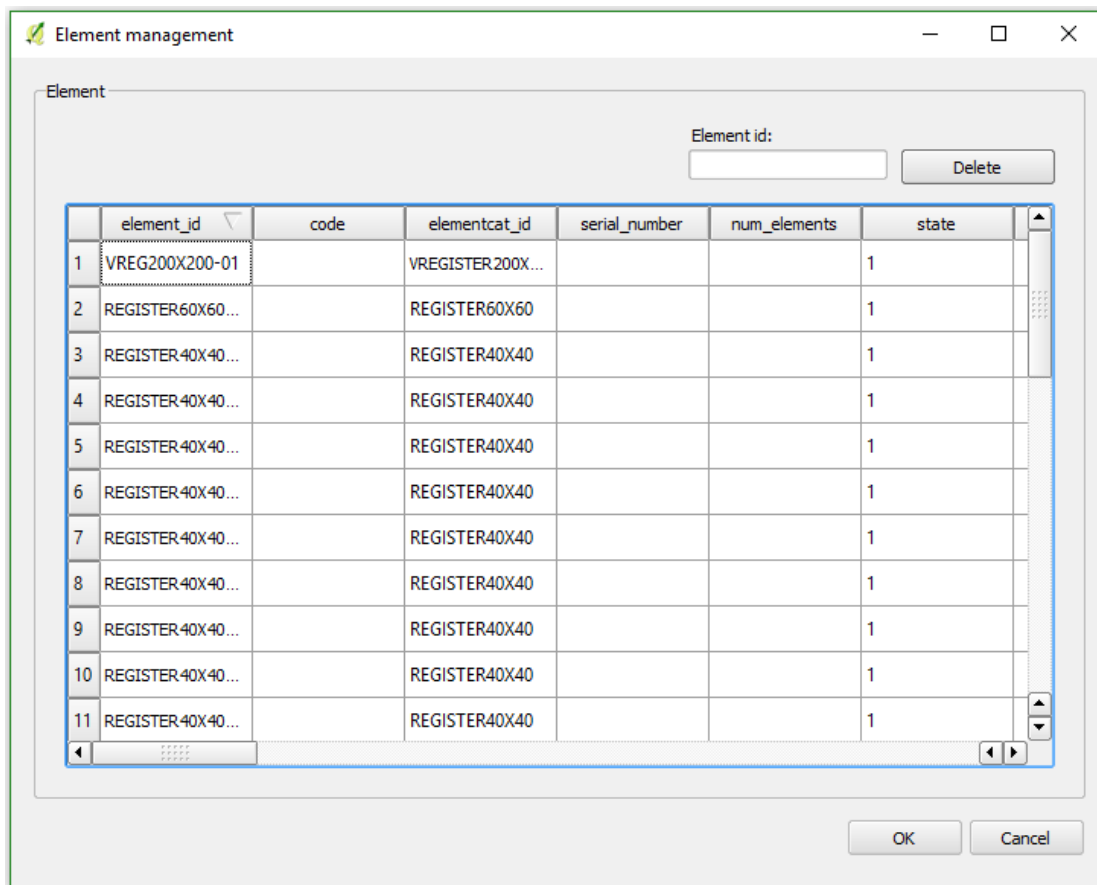 Element management
Element
Element id:
Delete
element_id code elementcat_id serial_number num_elements state
1 VREG200X200-01 VREGISTER200X... 1
2 REGISTER60X60... REGISTER60X60 1
3 REGISTER40X40... REGISTER40X40 1
4 REGISTER40X40... REGISTER40X40 1
5 REGISTER40X40... REGISTER40X40 1
6 REGISTER40X40... REGISTER40X40 1
7 REGISTER40X40... REGISTER40X40 1
8 REGISTER40X40... REGISTER40X40 1
9 REGISTER40X40... REGISTER40X40 1
10 REGISTER40X40... REGISTER40X40 1
11 REGISTER40X40... REGISTER40X40 1
OK Cancel